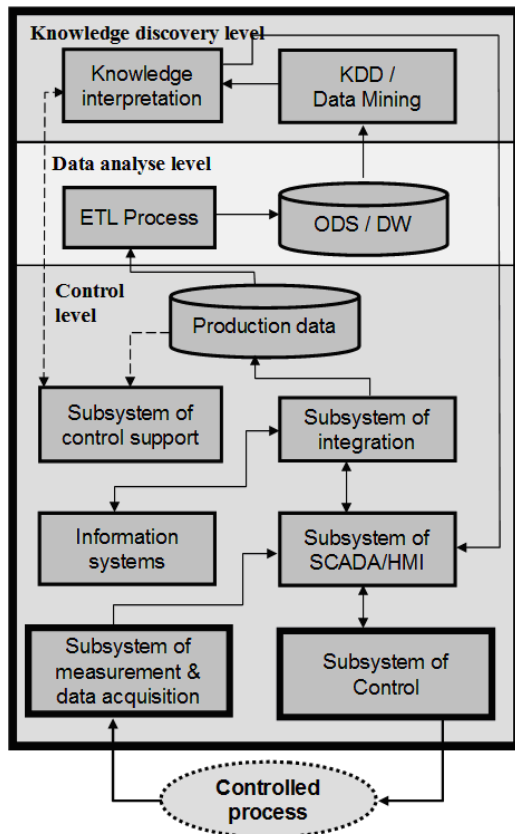 Knowledge discovery level
Knowledge
interpretation
KDD /
Data Mining
Data analyse level
ETL Process
ODS / DW
Control
level
Production data
Subsystem of
control support
Subsystem of
integration
Information
systems
Subsystem of
SCADA/HMI
Subsystem of
measurement &
data acquisition
Subsystem of
Control
Controlled
process